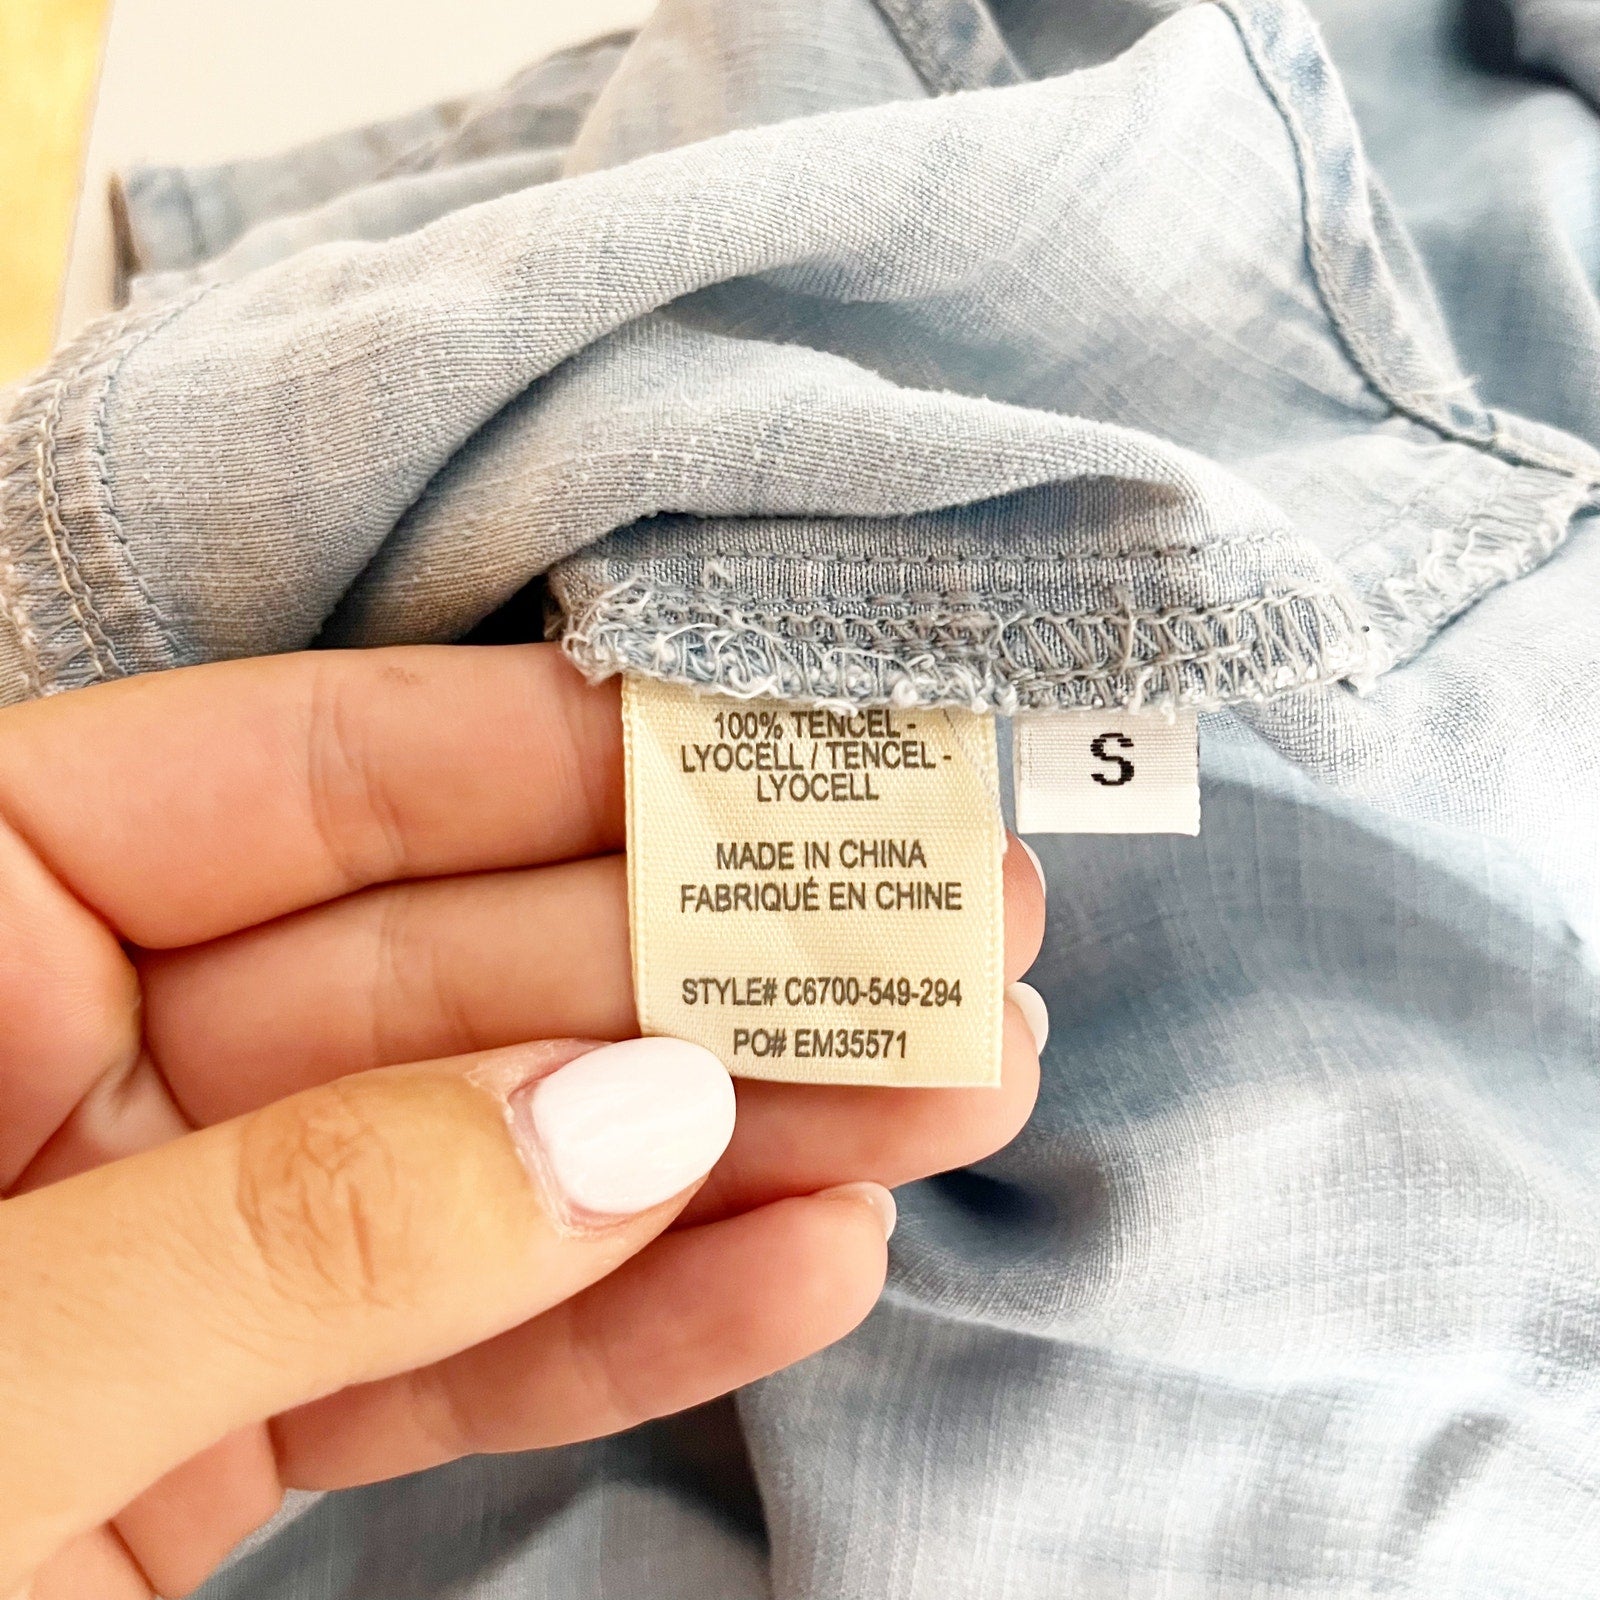 100% TENCEL -
LYOCELL / TENCEL -
LYOCELL
MADE IN CHINA
FABRIQUÉ EN CHINE
STYLE# C6700-549-294
PO# EM35571
S